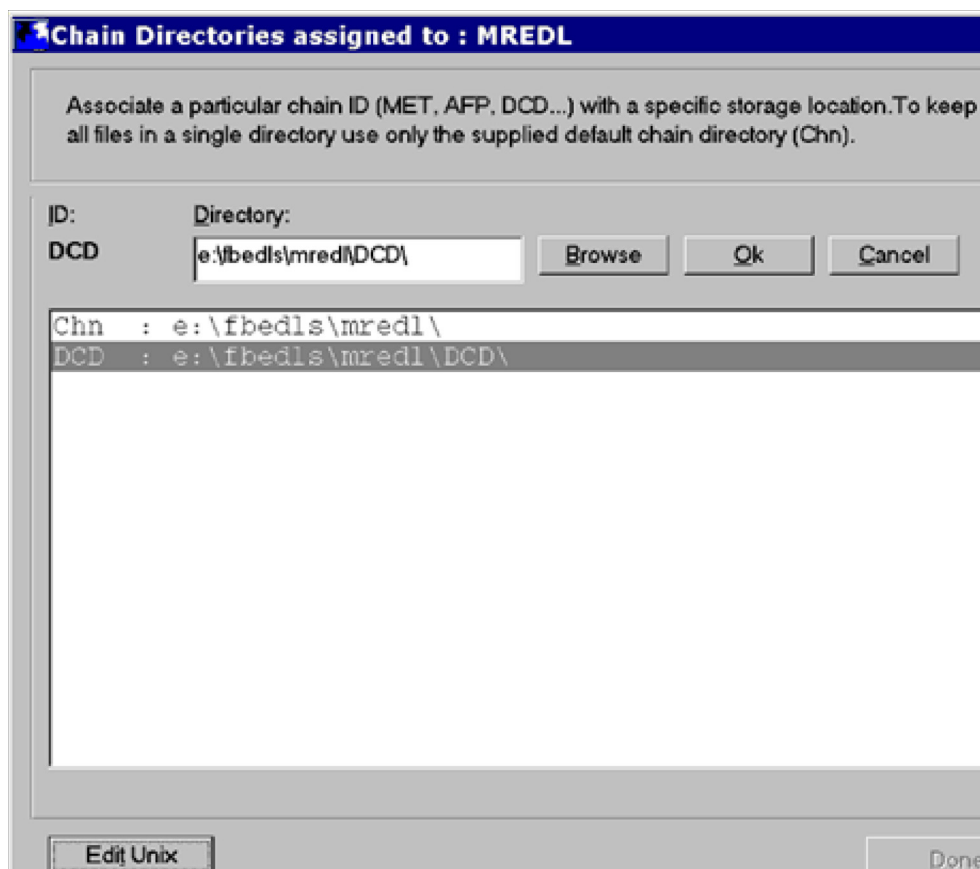 Chain Directories assigned to : MREDL
Associate a particular chain ID (MET, AFP, DCD...) with a specific storage location.To keep
all files in a single directory use only the supplied default chain directory (Chn).
ID:
Directory:
DCD
e:\fbedls\mredl\DCD\
Browse
Ok
Cancel
Chn : e:\fbedls\mredl\
DCD : e:\fbedls\mredl\DCD\
Edit Unix
Done